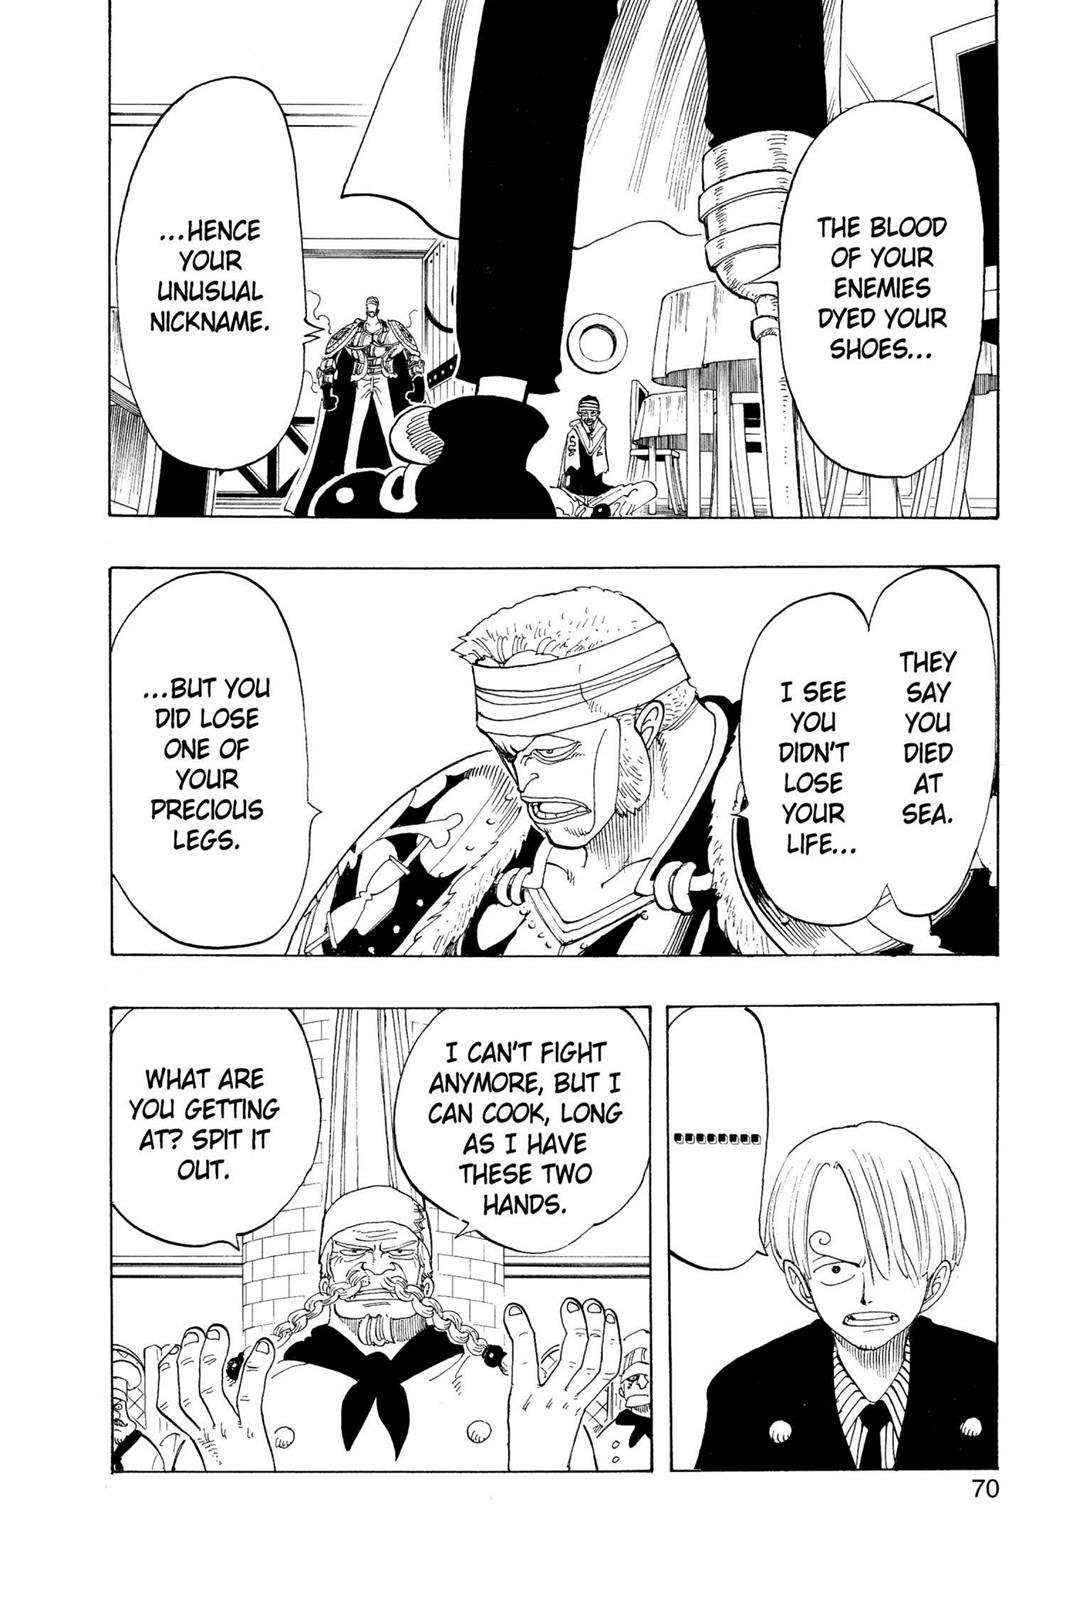 THE BLOOD
OF YOUR
ENEMIES
DYED YOUR
SHOES...
...HENCE
YOUR
UNUSUAL
NICKNAME.
THEY
SAY
YOU
DIED
AT
SEA.
I SEE
YOU
DIDN'T
LOSE
YOUR
LIFE...
...BUT YOU
DID LOSE
ONE OF
YOUR
PRECIOUS
LEGS.
.........
I CAN'T FIGHT
ANYMORE, BUT I
CAN COOK, LONG
AS I HAVE
THESE TWO
HANDS.
WHAT ARE
YOU GETTING
AT? SPIT IT
OUT.
70